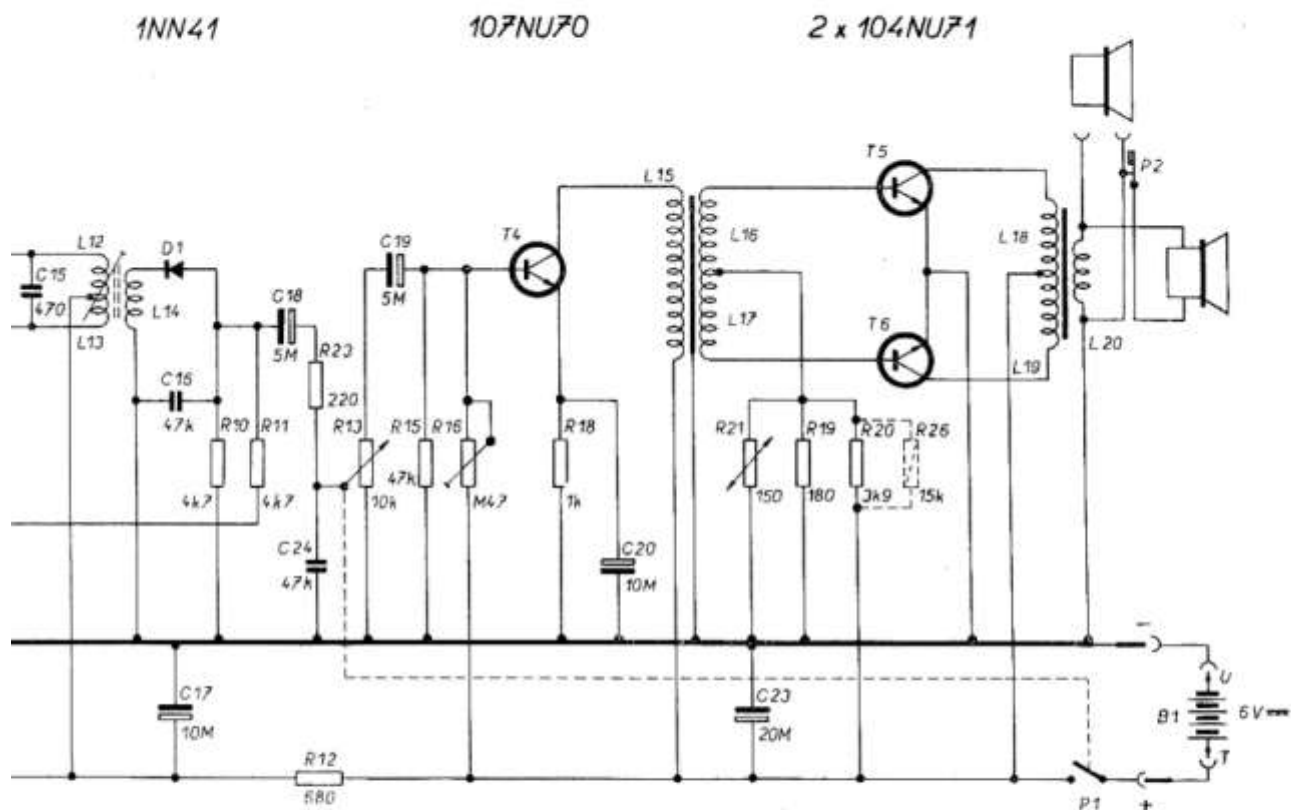 1NN41
107NU70
2 x 104NU71
P2
T5
L15
L18
L16
L12
D1
C19
T4
C15
470
L14
C18
5M
L13
5M
R23
L17
T6
L19
L20
C16
47k
220
R10
R11
R13
R15
R16
R18
R21
R19
R20
R26
4k7
4k7
10k
47k
M47
1k
150
180
3k9
15k
C24
47k
C20
10M
-
C17
10M
C23
20M
U
B1
6V
T
R12
680
P1
+